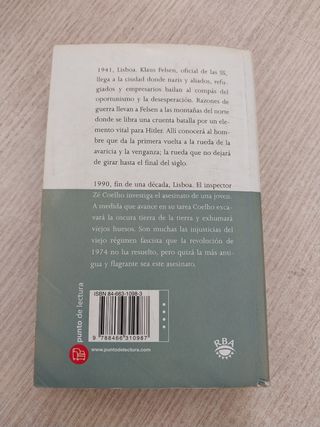 1941, Lisboa. Klaus Felsen, oficial de las SS,
llega a la ciudad donde nazis y aliados, refu-
giados y empresarios bailan al compás del
oportunismo y la desesperación. Razones de
guerra llevan a Felsen a las montañas del norte
donde se libra una cruenta batalla por un ele-
mento vital para Hitler. Allí conocerá al hom-
bre que da la primera vuelta a la rueda de la
avaricia y la venganza; la rueda que no dejará
de girar hasta el final del siglo.
1990, fin de una década, Lisboa. El inspector
Zé Coelho investiga el asesinato de una joven.
A medida que avance en su tarea Coelho exca-
vará la oscura tierra de la tierra y exhumará
viejos huesos. Son muchas las injusticias del
viejo régimen fascista que la revolución de
1974 no ha resuelto, pero quizá la más anti-
gua y flagrante sea este asesinato.
ISBN 84-663-1098-3
9 788466 310987
punto de lectura
www.puntodelectura.com
RBA